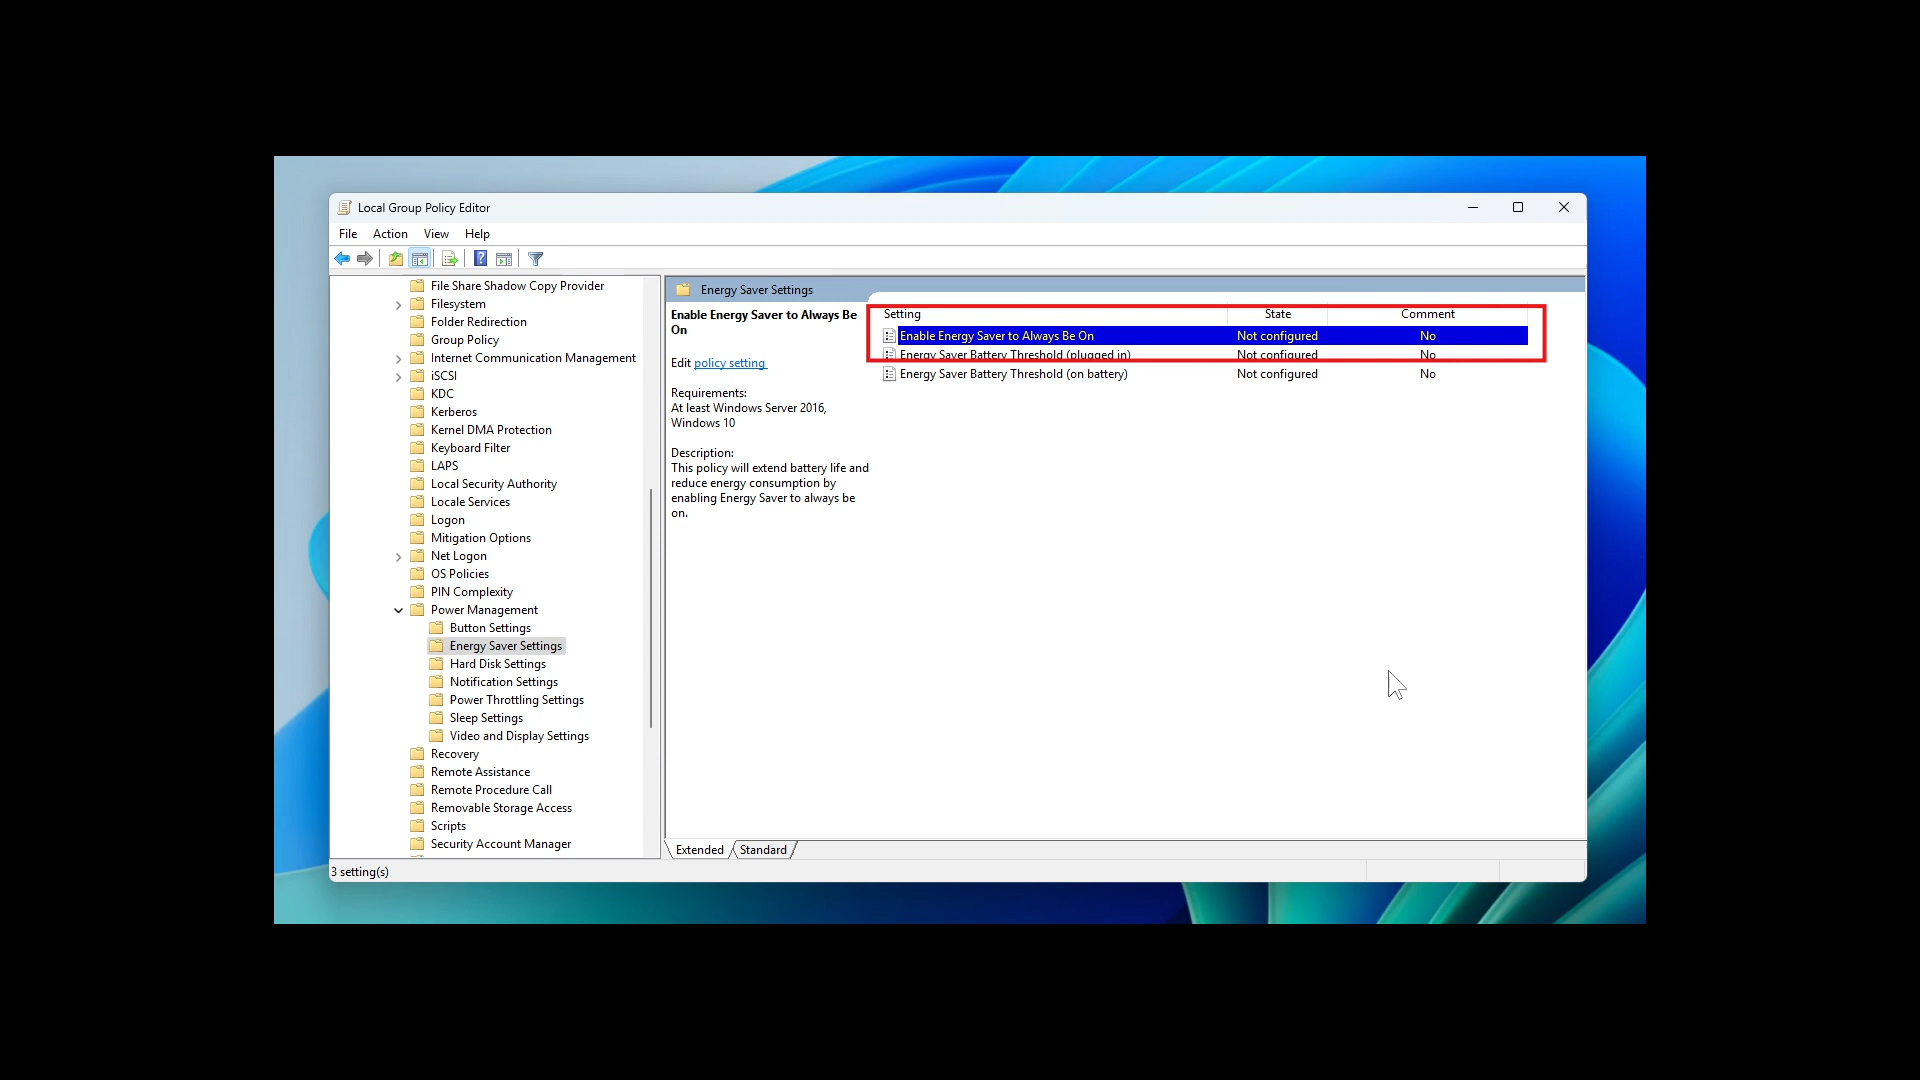 Local Group Policy Editor
File Action View Help
File Share Shadow Copy Provider
Filesystem
Folder Redirection
Group Policy
Internet Communication Management
iSCSI
KDC
Kerberos
Kernel DMA Protection
Keyboard Filter
LAPS
Local Security Authority
Locale Services
Logon
Mitigation Options
Net Logon
OS Policies
PIN Complexity
Power Management
Button Settings
Energy Saver Settings
Hard Disk Settings
Notification Settings
Power Throttling Settings
Sleep Settings
Video and Display Settings
Recovery
Remote Assistance
Remote Procedure Call
Removable Storage Access
Scripts
Security Account Manager
Energy Saver Settings
Enable Energy Saver to Always Be
On
Edit policy setting
Requirements:
At least Windows Server 2016,
Windows 10
Description:
This policy will extend battery life and
reduce energy consumption by
enabling Energy Saver to always be
on.
Setting State Comment
Enable Energy Saver to Always Be On Not configured No
Energy Saver Battery Threshold (plugged in) Not configured No
Energy Saver Battery Threshold (on battery) Not configured No
Extended Standard
3 setting(s)